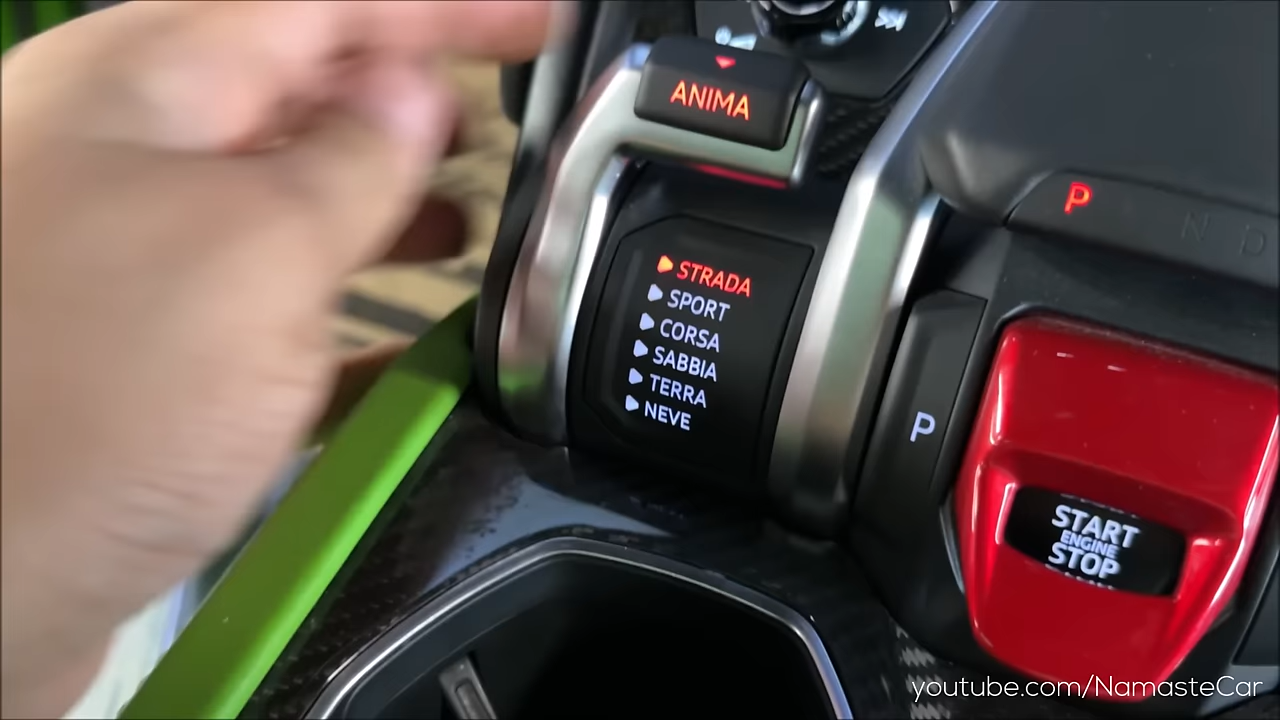 ANIMA
P N D
STRADA
SPORT
CORSA
SABBIA
TERRA
NEVE
P
START
ENGINE
STOP
youtube.com/NamasteCar